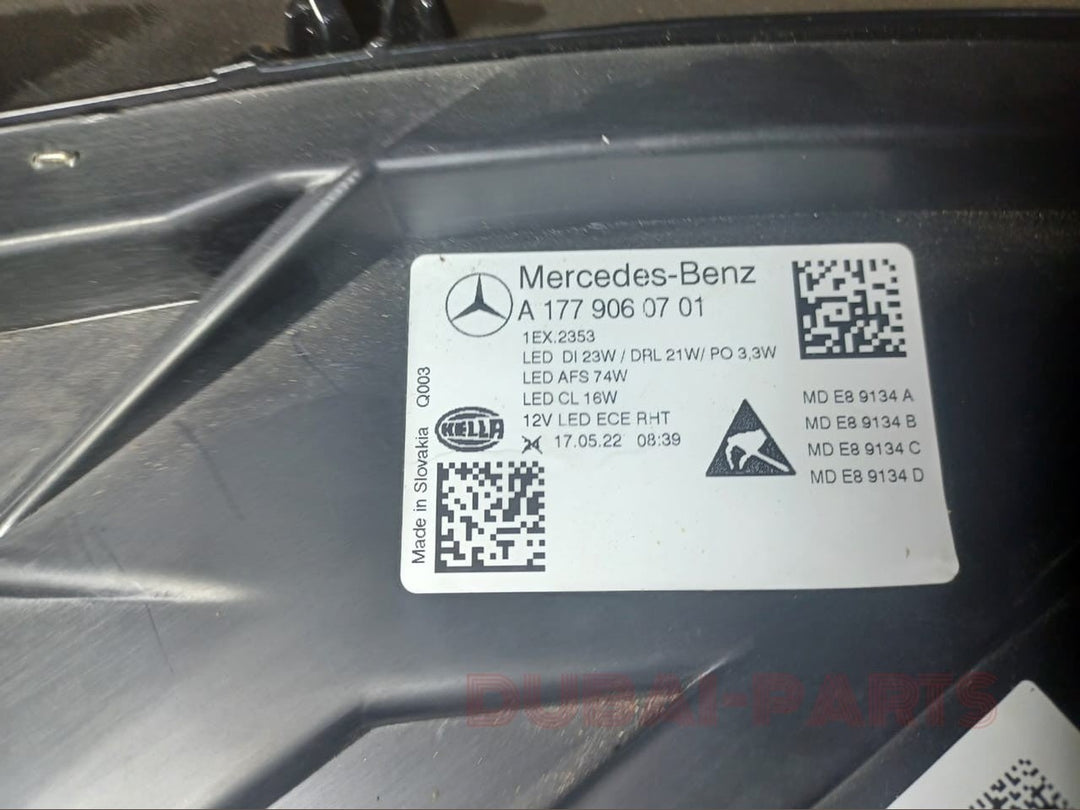 Mercedes-Benz
A 177 906 07 01
1EX.2353
LED DI 23W / DRL 21W/ PO 3,3W
LED AFS 74W
LED CL 16W
12V LED ECE RHT
17.05.22 08:39
HELLA
Made in Slovakia Q003
MD E8 9134 A
MD E8 9134 B
MD E8 9134 C
MD E8 9134 D
DUBAI-PARTS